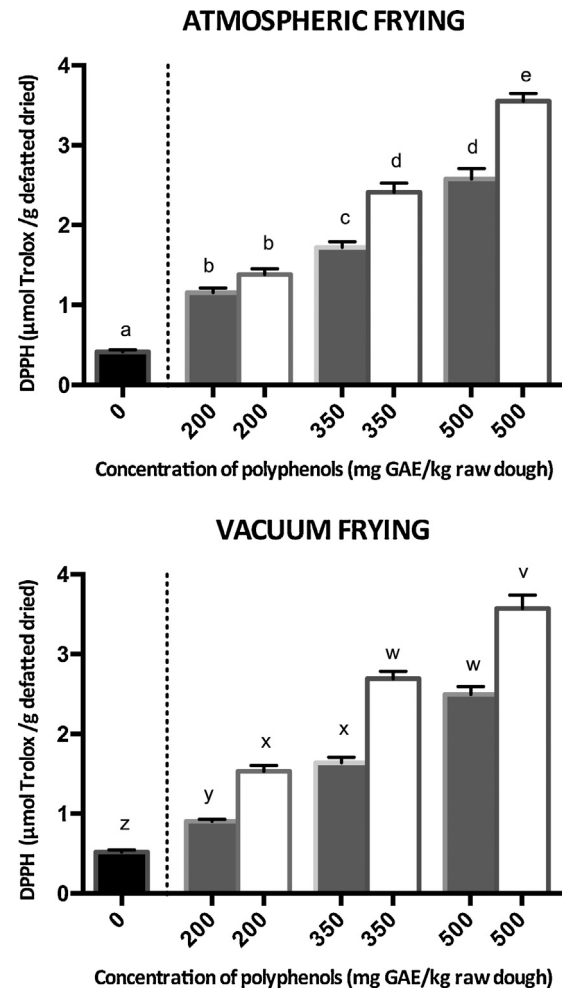 ATMOSPHERIC FRYING
DPPH (µmol Trolox /g defatted dried)
4
3
2
1
0
a
b
b
c
d
d
e
0
200
200
350
350
500
500
Concentration of polyphenols (mg GAE/kg raw dough)
VACUUM FRYING
DPPH (µmol Trolox /g defatted dried)
4
3
2
1
0
z
y
x
x
w
w
v
0
200
200
350
350
500
500
Concentration of polyphenols (mg GAE/kg raw dough)